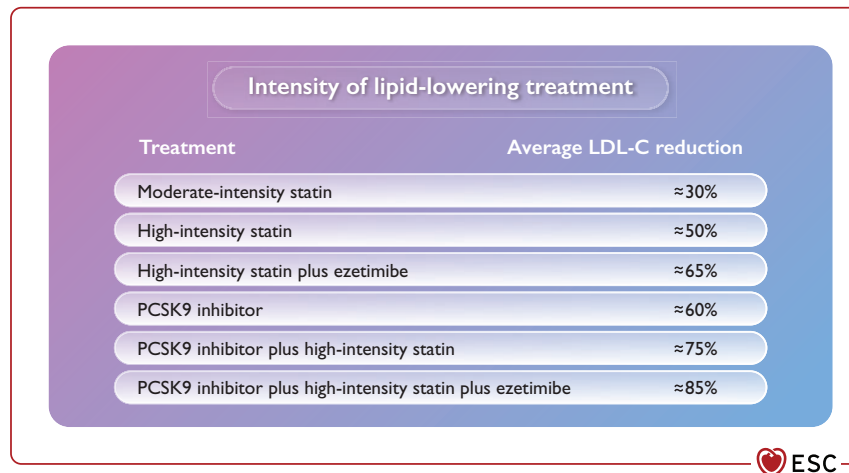 Intensity of lipid-lowering treatment
Treatment Average LDL-C reduction
Moderate-intensity statin ≈30%
High-intensity statin ≈50%
High-intensity statin plus ezetimibe ≈65%
PCSK9 inhibitor ≈60%
PCSK9 inhibitor plus high-intensity statin ≈75%
PCSK9 inhibitor plus high-intensity statin plus ezetimibe ≈85%
ESC